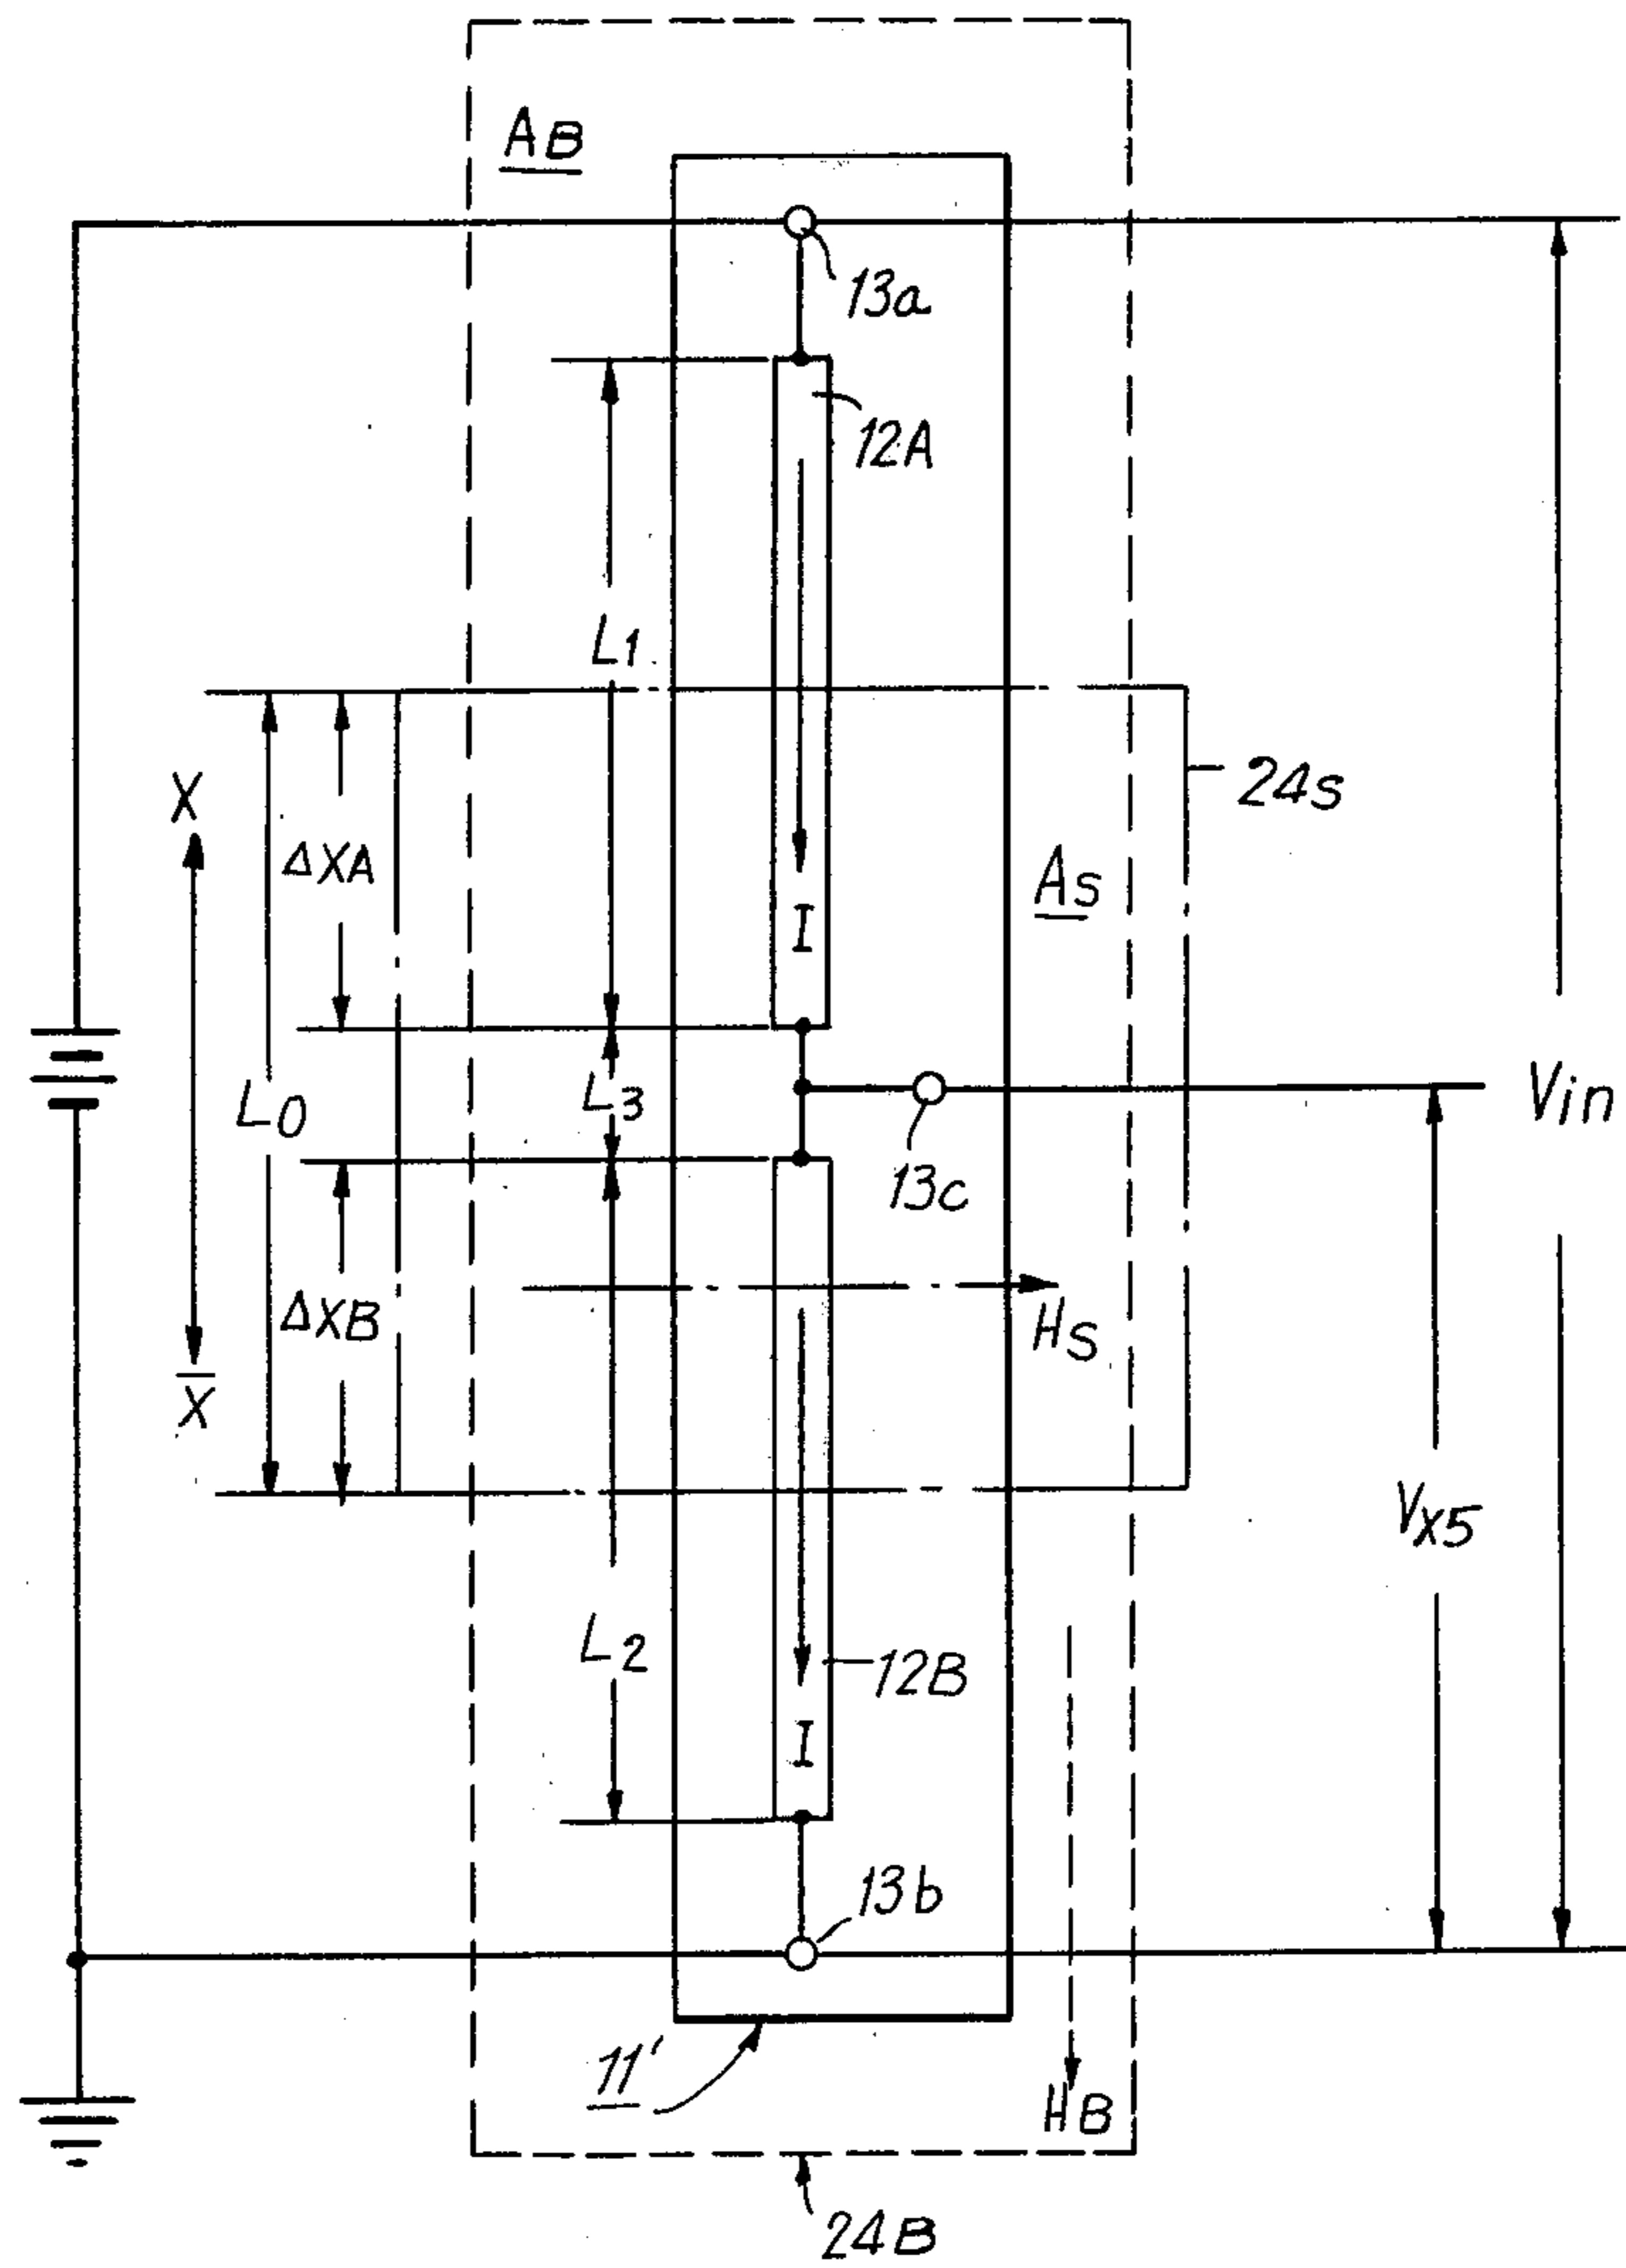 AB
13a
12A
L1
X
ΔXA
24s
I
As
L0
L3
Vin
13c
ΔXB
Hs
X̄
Vx5
L2
12B
I
13b
11'
HB
24B